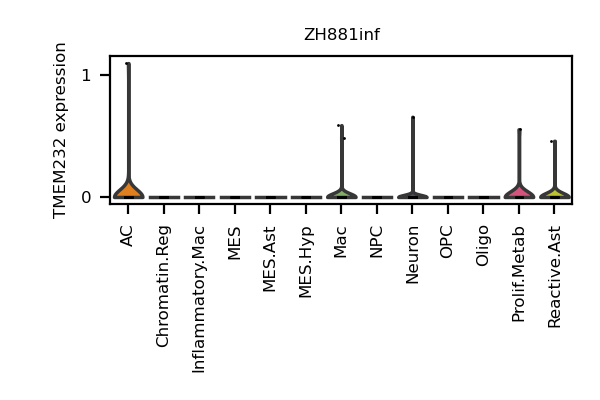 ZH881inf
TMEM232 expression
1
0
AC
Chromatin.Reg
Inflammatory.Mac
MES
MES.Ast
MES.Hyp
Mac
NPC
Neuron
OPC
Oligo
Prolif.Metab
Reactive.Ast